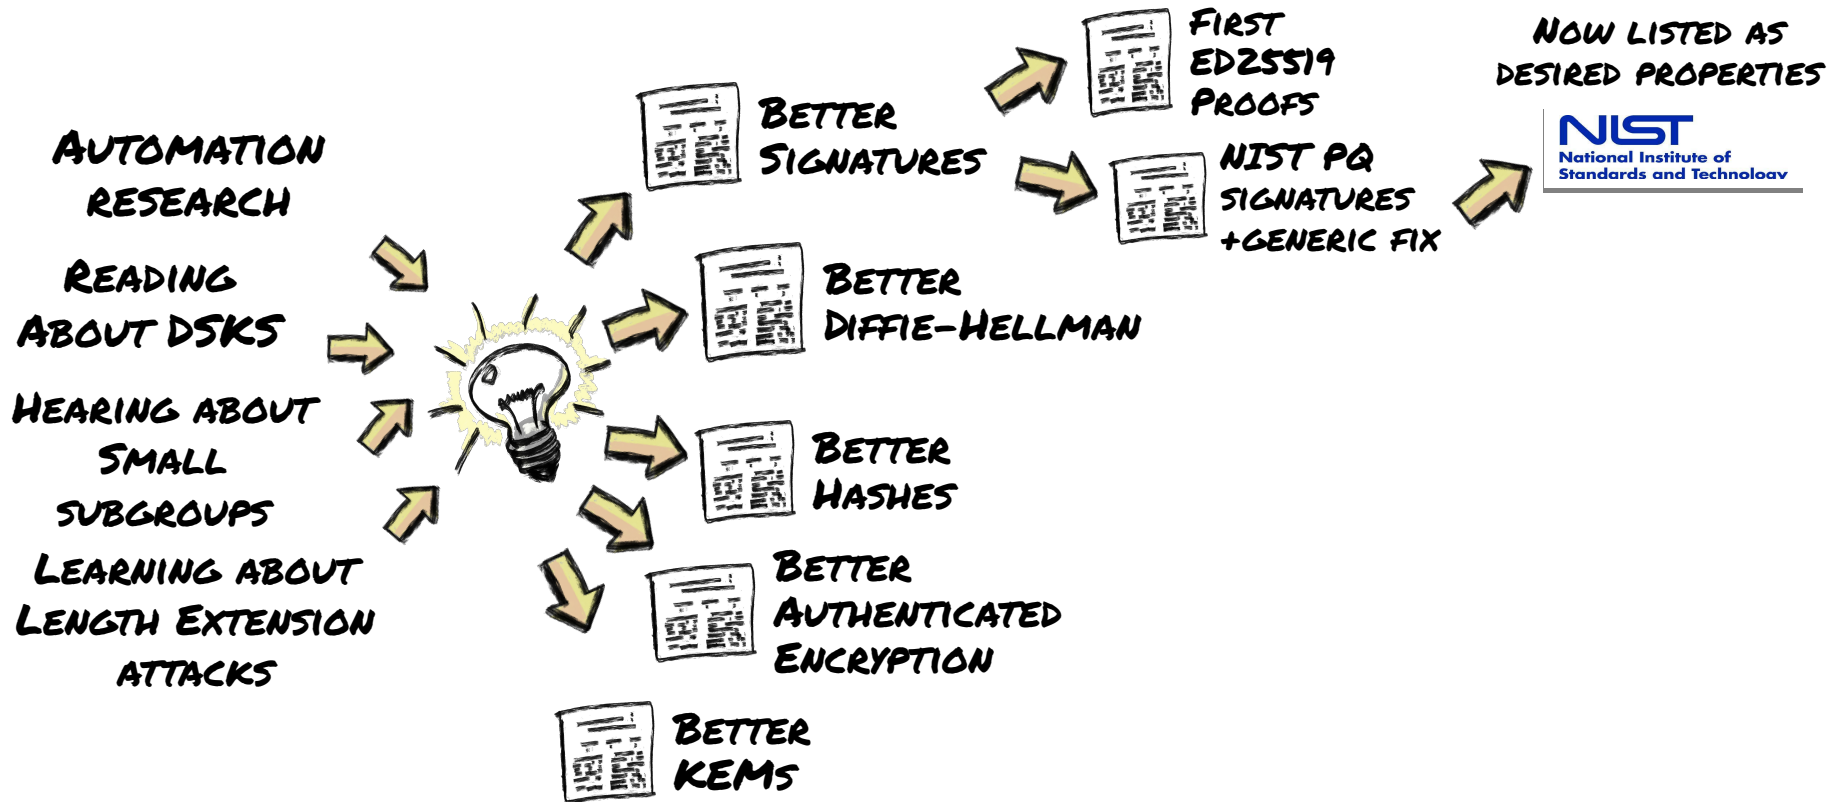 Automation
research
Reading
About DSKS
Hearing about
Small
subgroups
Learning about
Length Extension
attacks
Better
Signatures
Better
Diffie-Hellman
Better
Hashes
Better
Authenticated
Encryption
Better
KEMs
First
ED25519
Proofs
NIST PQ
signatures
+generic fix
Now listed as
desired properties
NIST
National Institute of
Standards and Technology